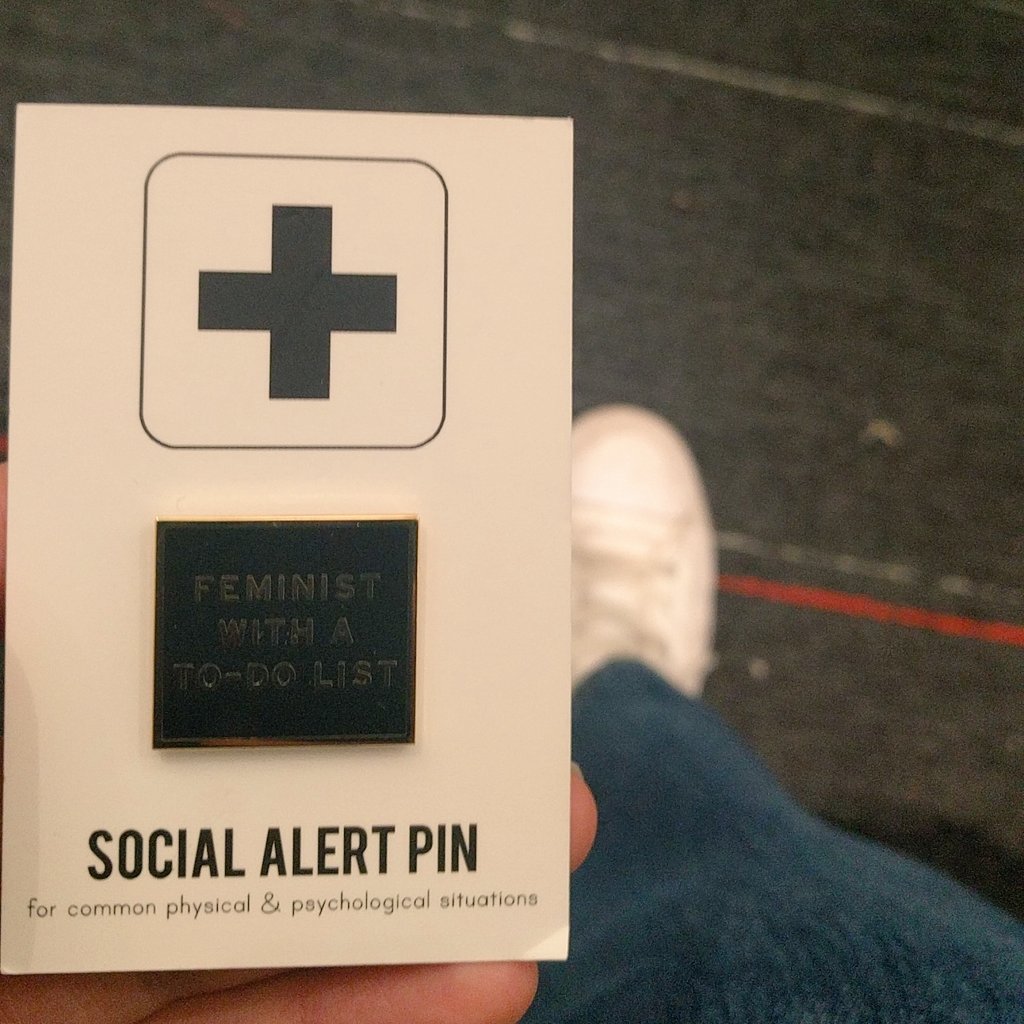 FEMINIST
WITH A
TO-DO LIST
SOCIAL ALERT PIN
for common physical & psychological situations